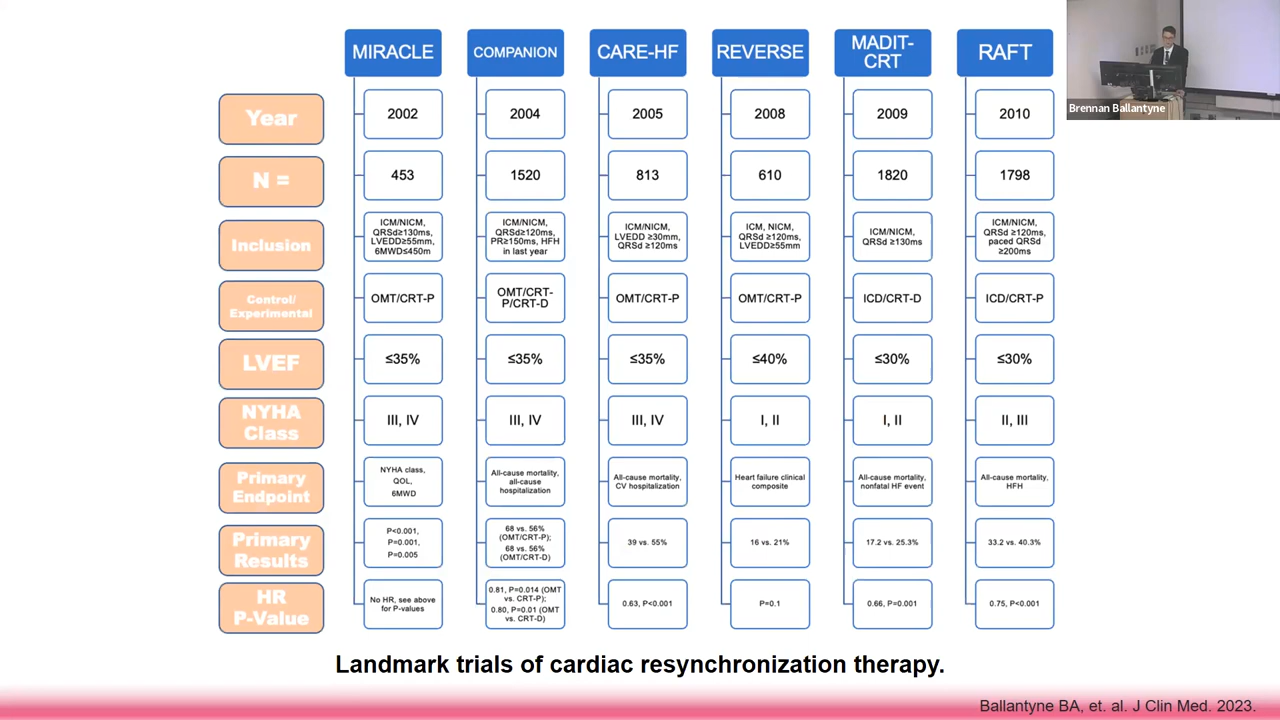 MIRACLE
COMPANION
CARE-HF
REVERSE
MADIT-
CRT
RAFT
Brennan Ballantyne
Year
2002
2004
2005
2008
2009
2010
N =
453
1520
813
610
1820
1798
Inclusion
ICM/NICM,
QRSd≥130ms,
LVEDD≥55mm,
6MWD≤450m
ICM/NICM,
QRSd≥120ms,
PR≥150ms, HFH
in last year
ICM/NICM,
LVEDD ≥30mm,
QRSd ≥120ms
ICM, NICM,
QRSd ≥120ms,
LVEDD≥55mm
ICM/NICM,
QRSd ≥130ms
ICM/NICM,
QRSd ≥120ms,
paced QRSd
≥200ms
Control/
Experimental
OMT/CRT-P
OMT/CRT-
P/CRT-D
OMT/CRT-P
OMT/CRT-P
ICD/CRT-D
ICD/CRT-P
LVEF
≤35%
≤35%
≤35%
≤40%
≤30%
≤30%
NYHA
Class
III, IV
III, IV
III, IV
I, II
I, II
II, III
Primary
Endpoint
NYHA class,
QOL,
6MWD
All-cause mortality,
all-cause
hospitalization
All-cause mortality,
CV hospitalization
Heart failure clinical
composite
All-cause mortality,
nonfatal HF event
All-cause mortality,
HFH
Primary
Results
P<0.001,
P=0.001,
P=0.005
68 vs. 56%
(OMT/CRT-P);
68 vs. 56%
(OMT/CRT-D)
39 vs. 55%
16 vs. 21%
17.2 vs. 25.3%
33.2 vs. 40.3%
HR
P-Value
No HR, see above
for P-values
0.81, P=0.014 (OMT
vs. CRT-P);
0.80, P=0.01 (OMT
vs. CRT-D)
0.63, P<0.001
P=0.1
0.66, P=0.001
0.75, P<0.001
Landmark trials of cardiac resynchronization therapy.
Ballantyne BA, et. al. J Clin Med. 2023.